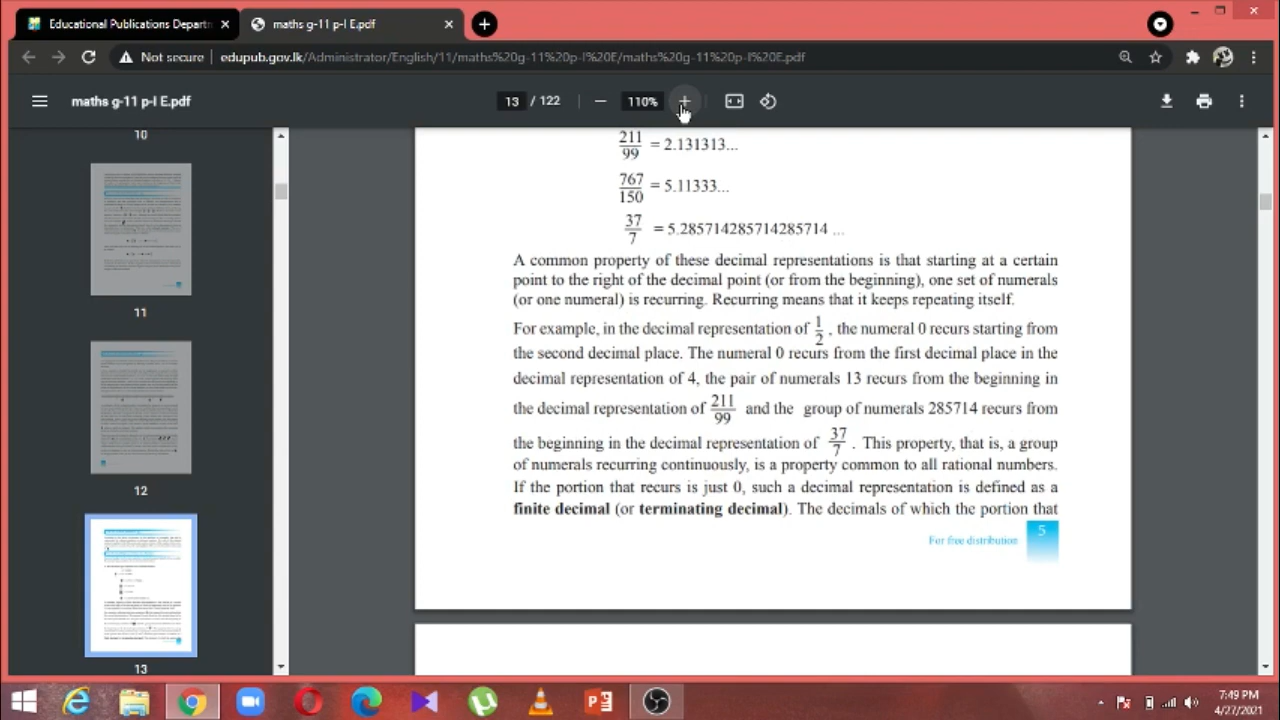 Educational Publications Departm
maths g-11 p-I E.pdf
Not secure
edupub.gov.lk/Administrator/English/11/maths%20g-11%20p-I%20E/maths%20g-11%20p-I%20E.pdf
maths g-11 p-I E.pdf
13 / 122
110%
10
11
12
13
211/99 = 2.131313...
767/150 = 5.11333...
37/7 = 5.285714285714285714 ...
A common property of these decimal representations is that starting at a certain
point to the right of the decimal point (or from the beginning), one set of numerals
(or one numeral) is recurring. Recurring means that it keeps repeating itself.
For example, in the decimal representation of 1/2 , the numeral 0 recurs starting from
the second decimal place. The numeral 0 recurs from the first decimal place in the
decimal representation of 4, the pair of numerals 13 recurs from the beginning in
the decimal representation of 211/99 and the group of numerals 285714 recurs from
the beginning in the decimal representation of 37/7 . This property, that is, a group
of numerals recurring continuously, is a property common to all rational numbers.
If the portion that recurs is just 0, such a decimal representation is defined as a
finite decimal (or terminating decimal). The decimals of which the portion that
For free distribution
5
7:49 PM
4/27/2021